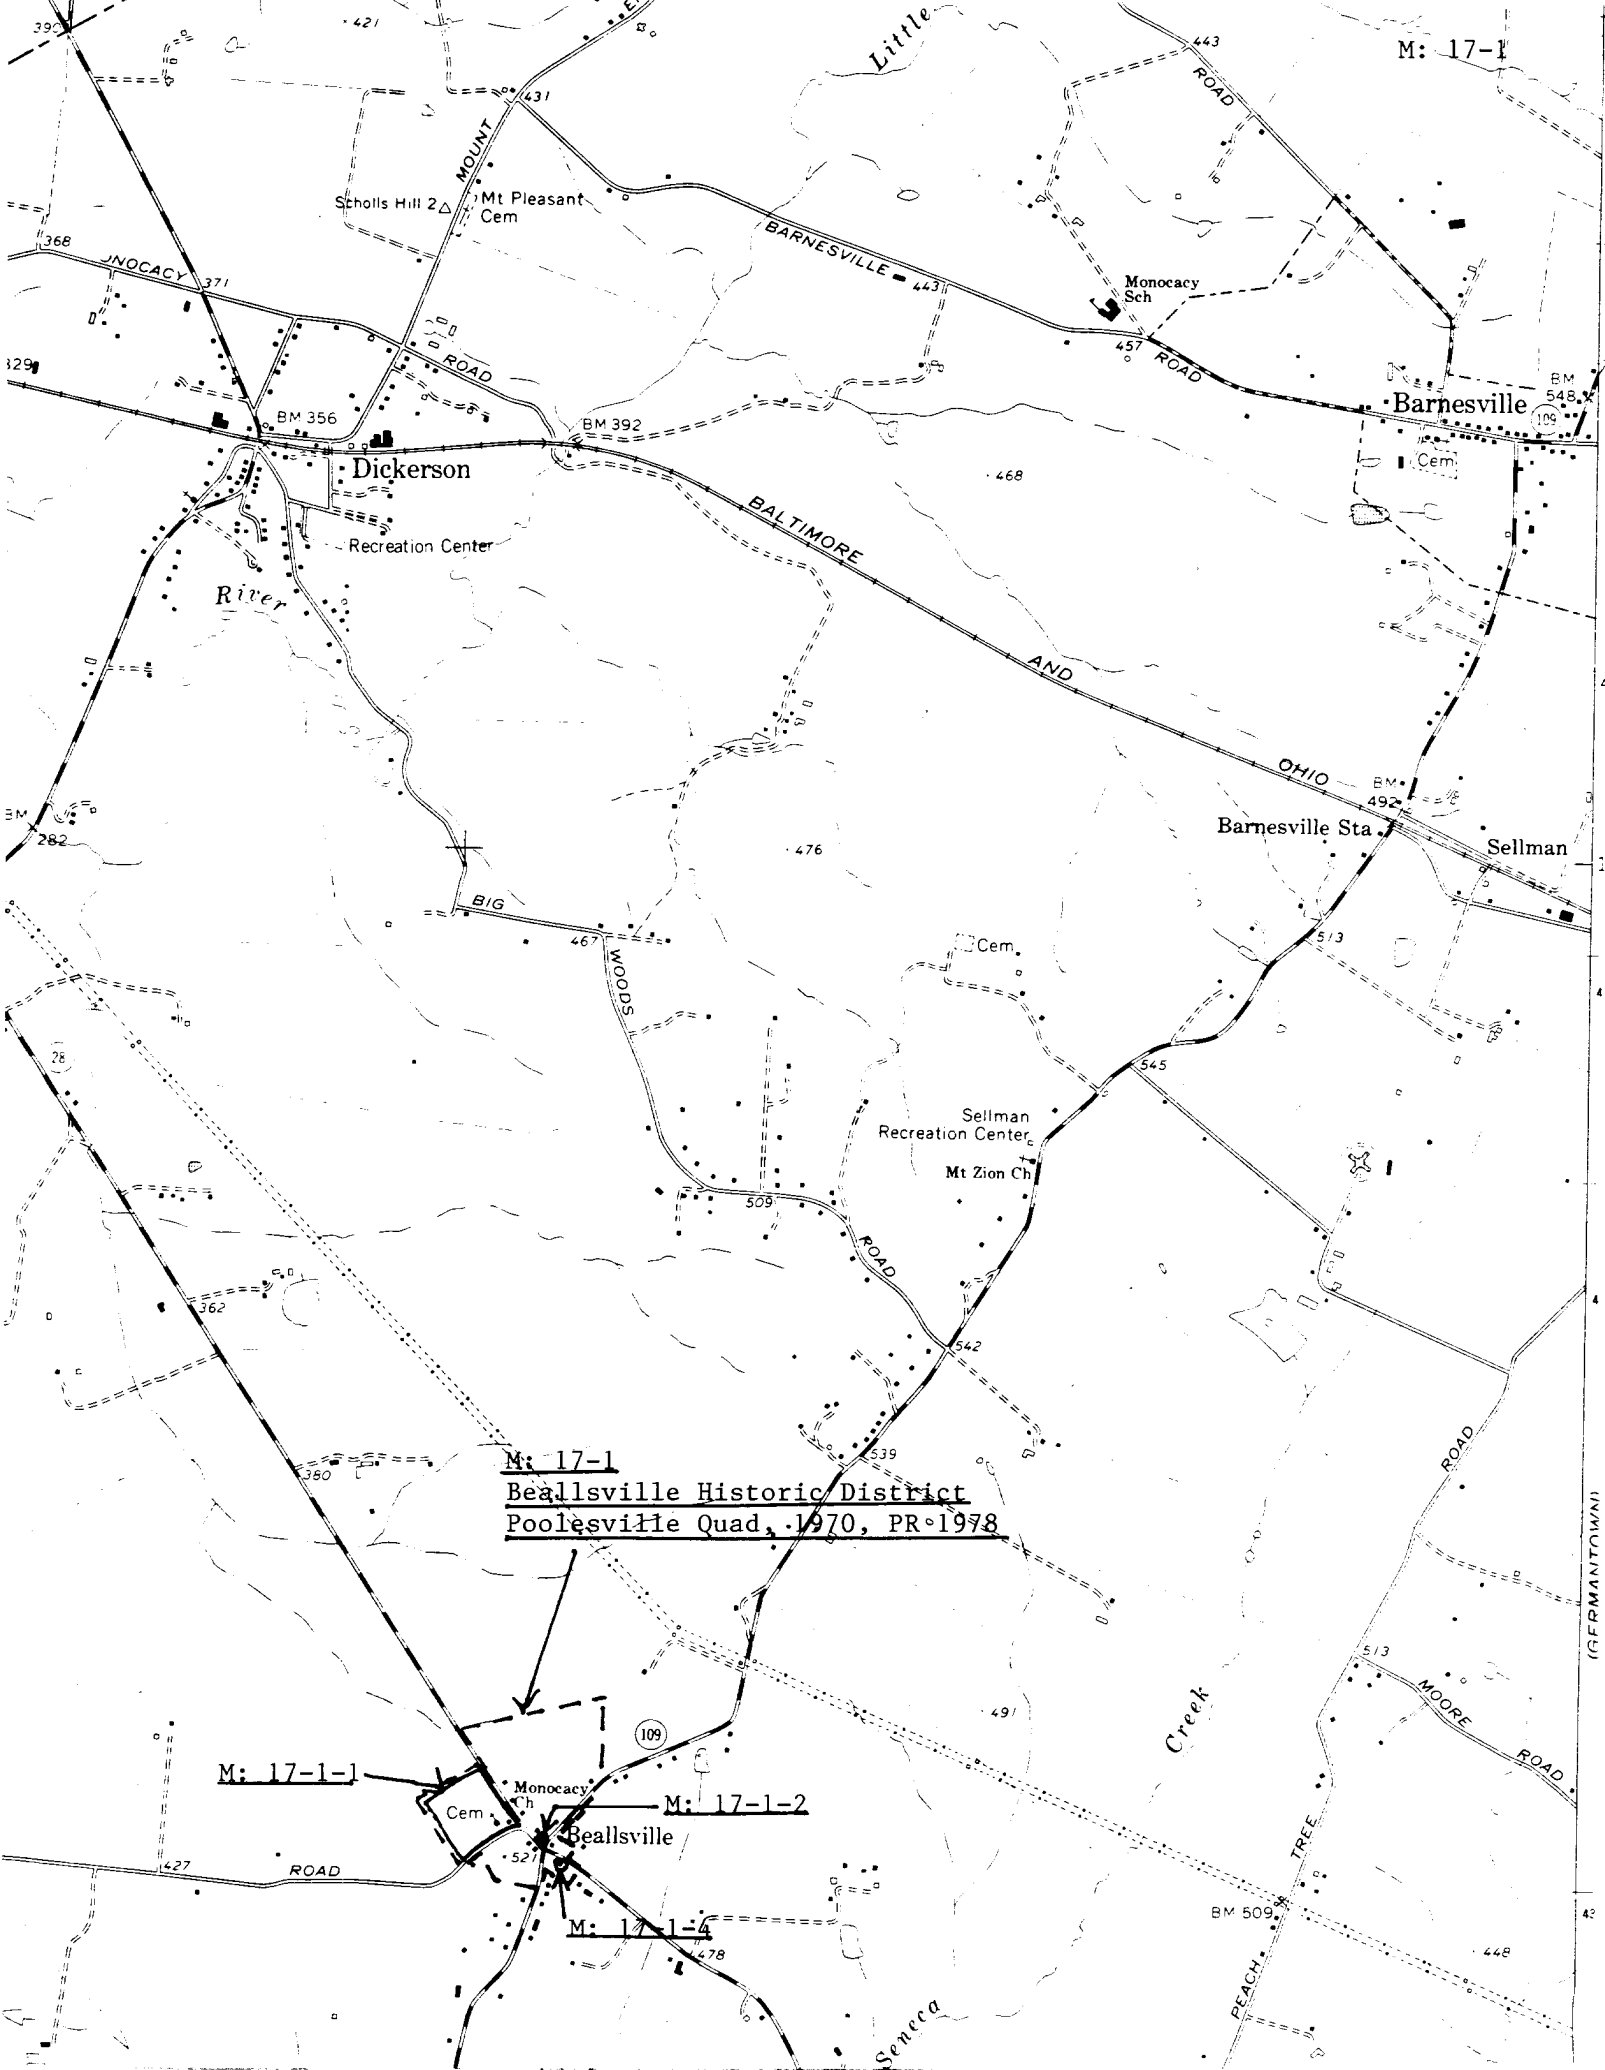 390
421
Little
443
M: 17-1
ROAD
431
MOUNT
Scholls Hill 2
Mt Pleasant
Cem
368
371
BARNESVILLE
443
Monocacy
Sch
457
ROAD
ROAD
BM
548
BM 356
BM 392
Barnesville
109
Dickerson
Cem
468
BALTIMORE
Recreation Center
River
AND
OHIO
BM
492
282
Barnesville Sta
Sellman
476
BIG
467
Cem
513
WOODS
28
545
Sellman
Recreation Center
Mt Zion Ch
509
ROAD
362
542
ROAD
380
539
M: 17-1
Beallsville Historic District
Poolesville Quad, 1970, PR 1978
(GERMANTOWN)
513
MOORE
ROAD
491
Creek
109
M: 17-1-1
Monocacy
Ch
Cem
M: 17-1-2
Beallsville
521
TREE
427
ROAD
BM 509
M: 17-1-4
478
448
PEACH
Seneca